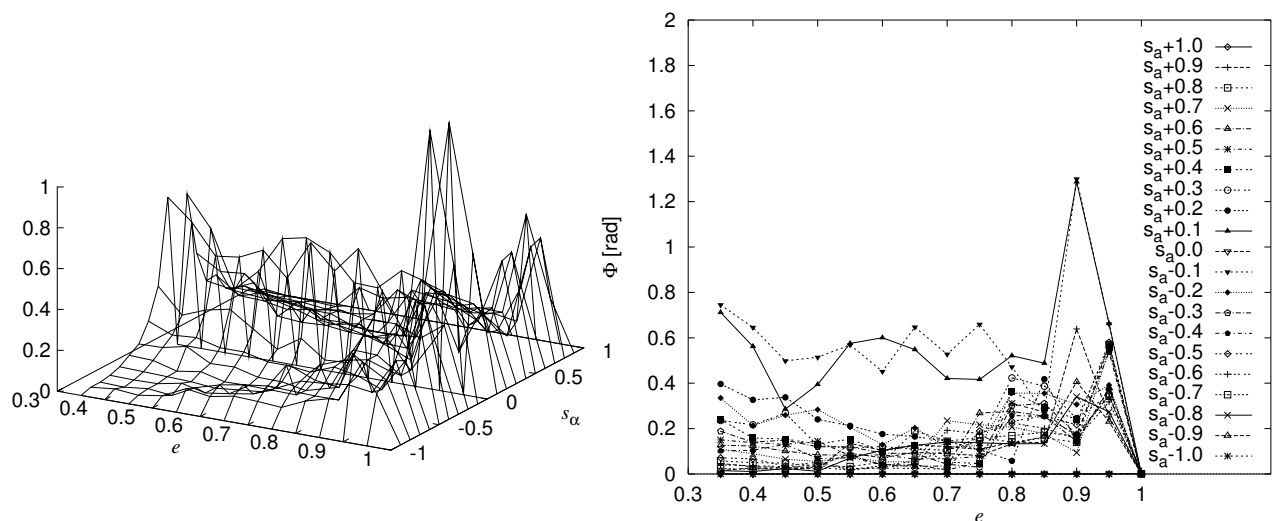 1
0.8
0.6
0.4
0.2
0
0.3
0.4
0.5
0.6
0.7
0.8
0.9
1
e
-1
-0.5
0
0.5
1
sα
Φ [rad]
2
1.8
1.6
1.4
1.2
1
0.8
0.6
0.4
0.2
0
0.3 0.4 0.5 0.6 0.7 0.8 0.9 1
e
sa+1.0
sa+0.9
sa+0.8
sa+0.7
sa+0.6
sa+0.5
sa+0.4
sa+0.3
sa+0.2
sa+0.1
sa0.0
sa-0.1
sa-0.2
sa-0.3
sa-0.4
sa-0.5
sa-0.6
sa-0.7
sa-0.8
sa-0.9
sa-1.0